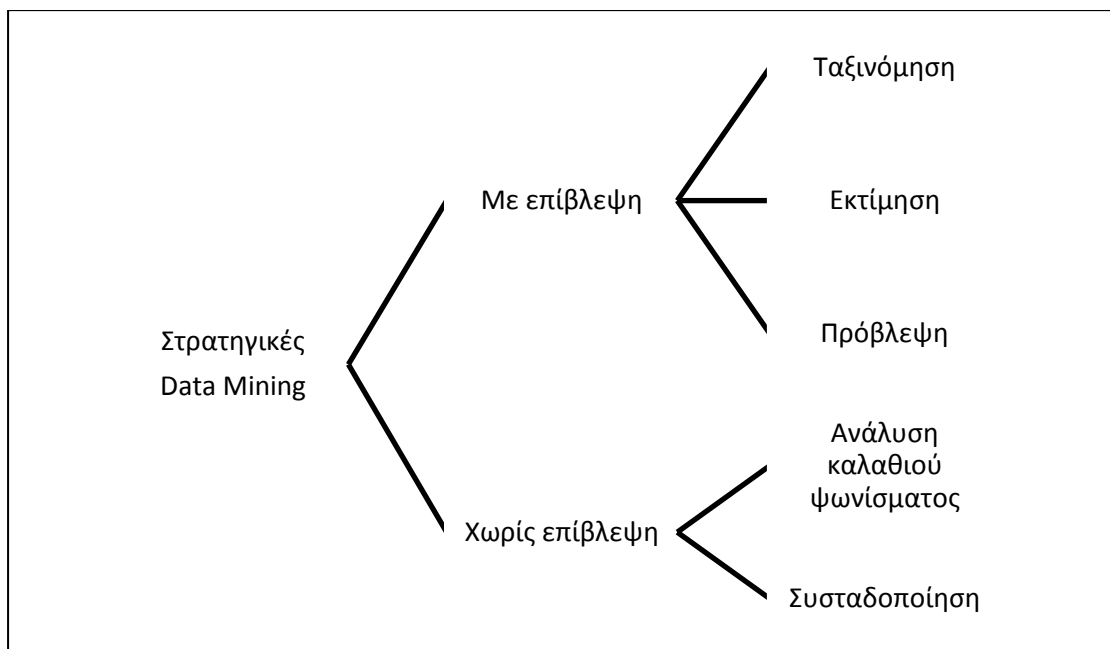 Στρατηγικές
Data Mining
Με επίβλεψη
Ταξινόμηση
Εκτίμηση
Πρόβλεψη
Χωρίς επίβλεψη
Ανάλυση
καλαθιού
ψωνίσματος
Συσταδοποίηση